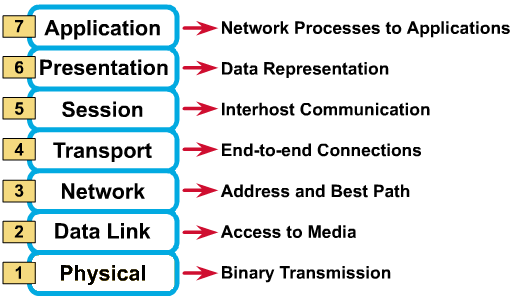 7 Application Network Processes to Applications
6 Presentation Data Representation
5 Session Interhost Communication
4 Transport End-to-end Connections
3 Network Address and Best Path
2 Data Link Access to Media
1 Physical Binary Transmission